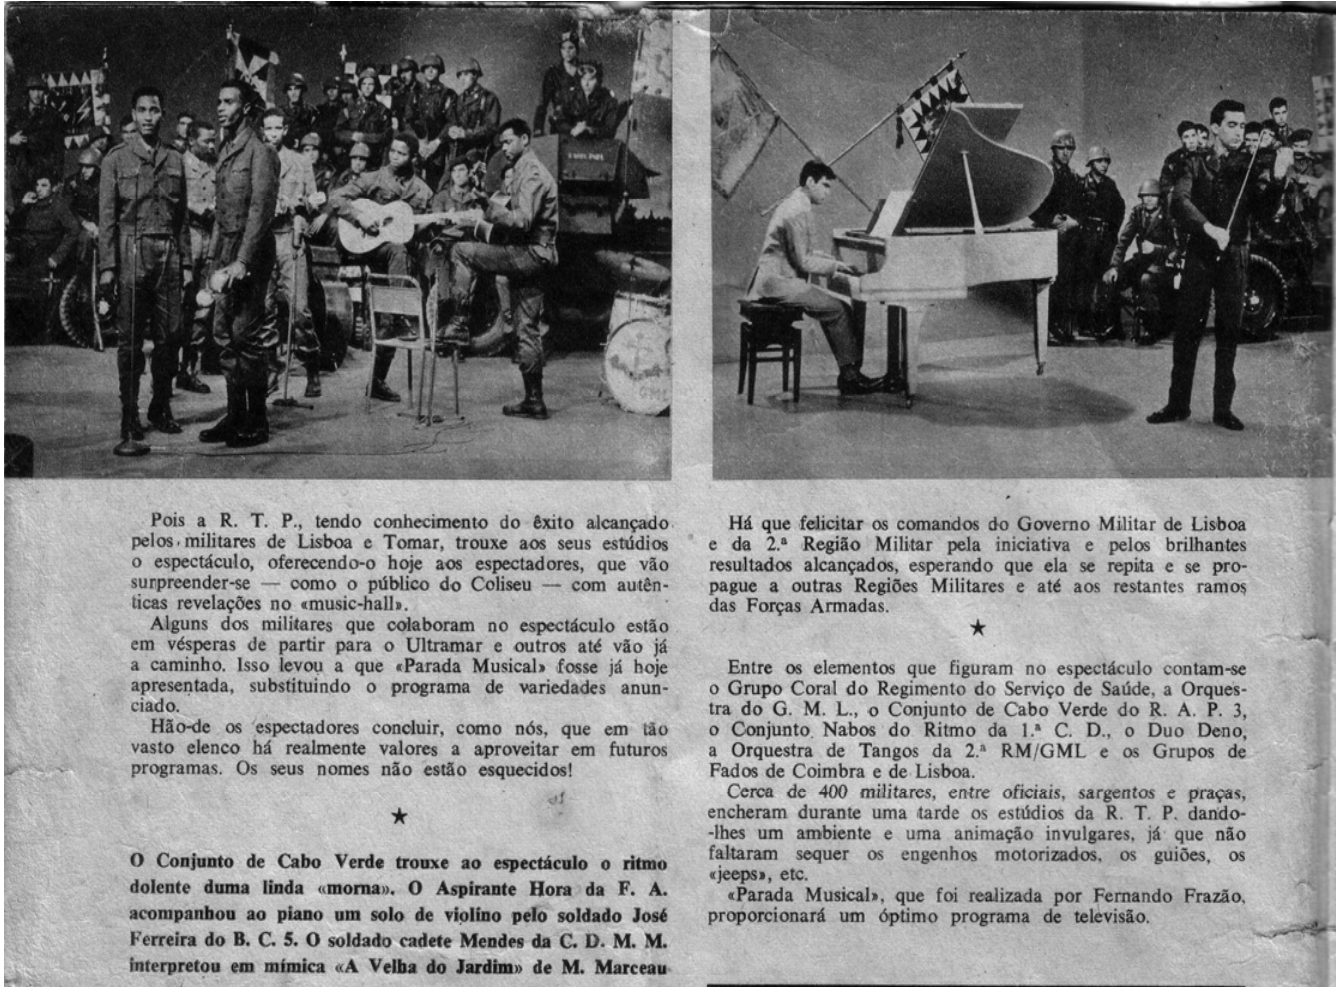 Pois a R. T. P., tendo conhecimento do êxito alcançado
pelos militares de Lisboa e Tomar, trouxe aos seus estúdios
o espectáculo, oferecendo-o hoje aos espectadores, que vão
surpreender-se — como o público do Coliseu — com autên-
ticas revelações no «music-hall».
Alguns dos militares que colaboram no espectáculo estão
em vésperas de partir para o Ultramar e outros até vão já
a caminho. Isso levou a que «Parada Musical» fosse já hoje
apresentada, substituindo o programa de variedades anun-
ciado.
Hão-de os espectadores concluir, como nós, que em tão
vasto elenco há realmente valores a aproveitar em futuros
programas. Os seus nomes não estão esquecidos!
★
O Conjunto de Cabo Verde trouxe ao espectáculo o ritmo
dolente duma linda «morna». O Aspirante Hora da F. A.
acompanhou ao piano um solo de violino pelo soldado José
Ferreira do B. C. 5. O soldado cadete Mendes da C. D. M. M.
interpretou em mímica «A Velha do Jardim» de M. Marceau
Há que felicitar os comandos do Governo Militar de Lisboa
e da 2.ª Região Militar pela iniciativa e pelos brilhantes
resultados alcançados, esperando que ela se repita e se pro-
pague a outras Regiões Militares e até aos restantes ramos
das Forças Armadas.
★
Entre os elementos que figuram no espectáculo contam-se
o Grupo Coral do Regimento do Serviço de Saúde, a Orques-
tra do G. M. L., o Conjunto de Cabo Verde do R. A. P. 3,
o Conjunto Nabos do Ritmo da 1.ª C. D., o Duo Deno,
a Orquestra de Tangos da 2.ª RM/GML e os Grupos de
Fados de Coimbra e de Lisboa.
Cerca de 400 militares, entre oficiais, sargentos e praças,
encheram durante uma tarde os estúdios da R. T. P. dando-
-lhes um ambiente e uma animação invulgares, já que não
faltaram sequer os engenhos motorizados, os guiões, os
«jeeps», etc.
«Parada Musical», que foi realizada por Fernando Frazão,
proporcionará um óptimo programa de televisão.